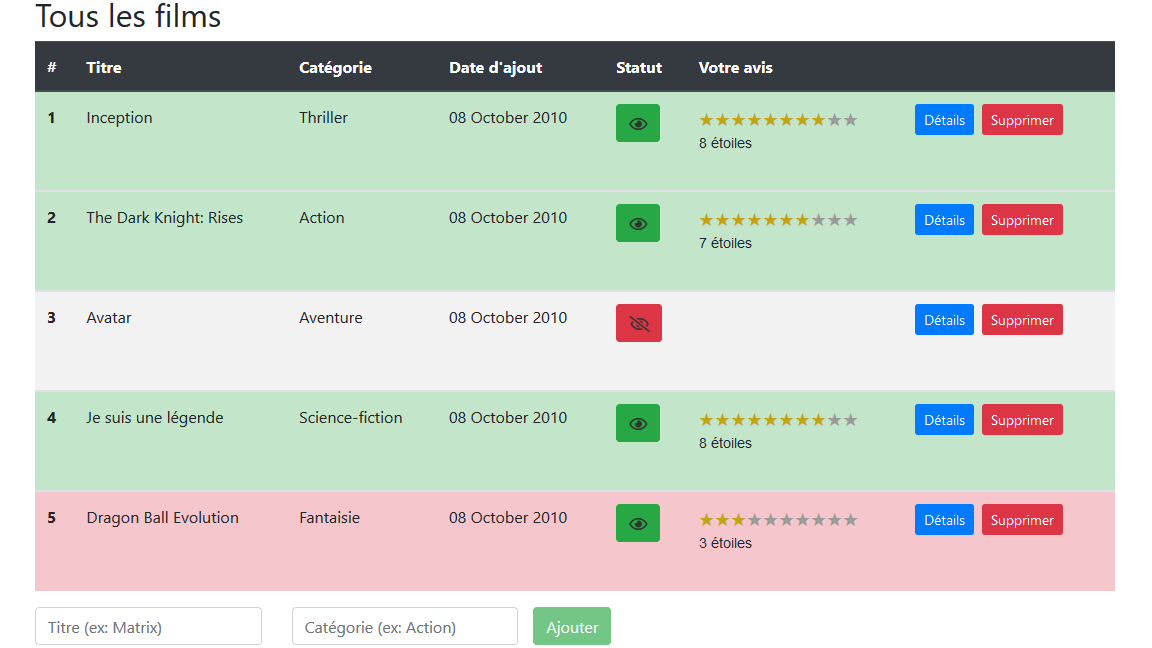 Tous les films
# Titre Catégorie Date d'ajout Statut Votre avis
1 Inception Thriller 08 October 2010 Détails Supprimer
8 étoiles
2 The Dark Knight: Rises Action 08 October 2010 Détails Supprimer
7 étoiles
3 Avatar Aventure 08 October 2010 Détails Supprimer
4 Je suis une légende Science-fiction 08 October 2010 Détails Supprimer
8 étoiles
5 Dragon Ball Evolution Fantaisie 08 October 2010 Détails Supprimer
3 étoiles
Titre (ex: Matrix) Catégorie (ex: Action) Ajouter